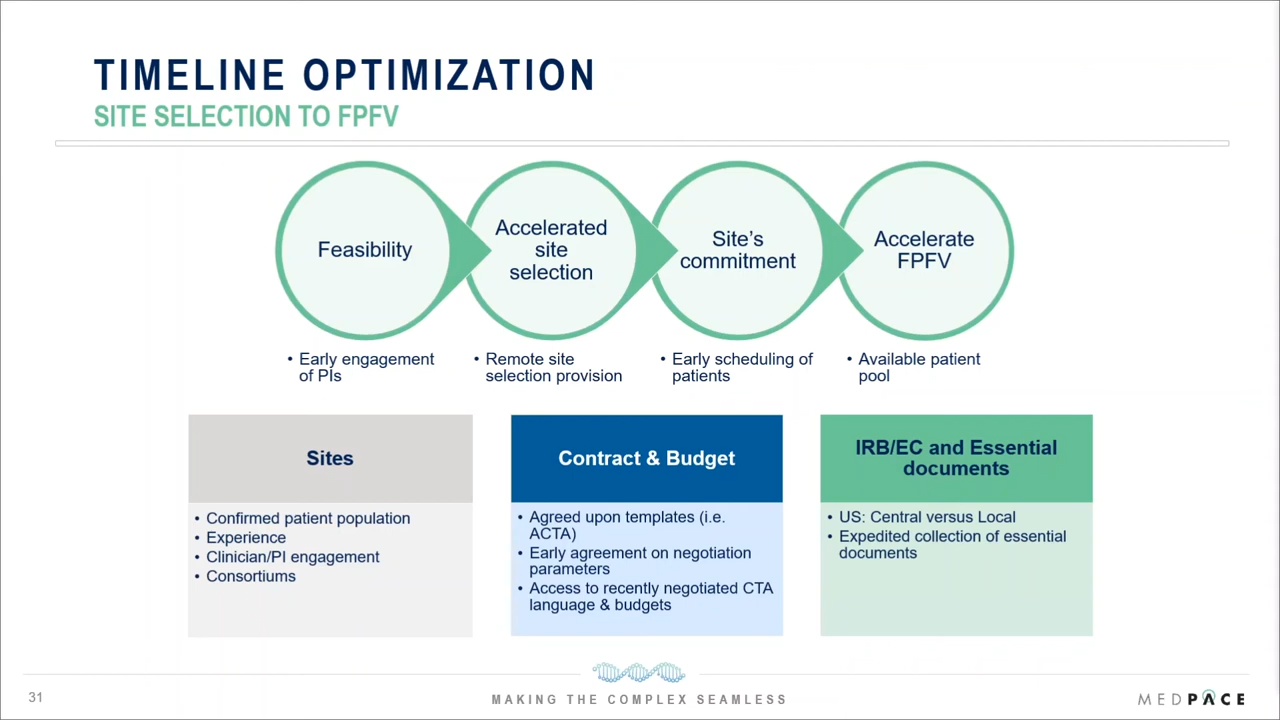 TIMELINE OPTIMIZATION
SITE SELECTION TO FPFV
Feasibility
Accelerated
site
selection
Site's
commitment
Accelerate
FPFV
• Early engagement
of PIs
• Remote site
selection provision
• Early scheduling of
patients
• Available patient
pool
Sites
• Confirmed patient population
• Experience
• Clinician/PI engagement
• Consortiums
Contract & Budget
• Agreed upon templates (i.e.
ACTA)
• Early agreement on negotiation
parameters
• Access to recently negotiated CTA
language & budgets
IRB/EC and Essential
documents
• US: Central versus Local
• Expedited collection of essential
documents
31
MAKING THE COMPLEX SEAMLESS
MEDPACE